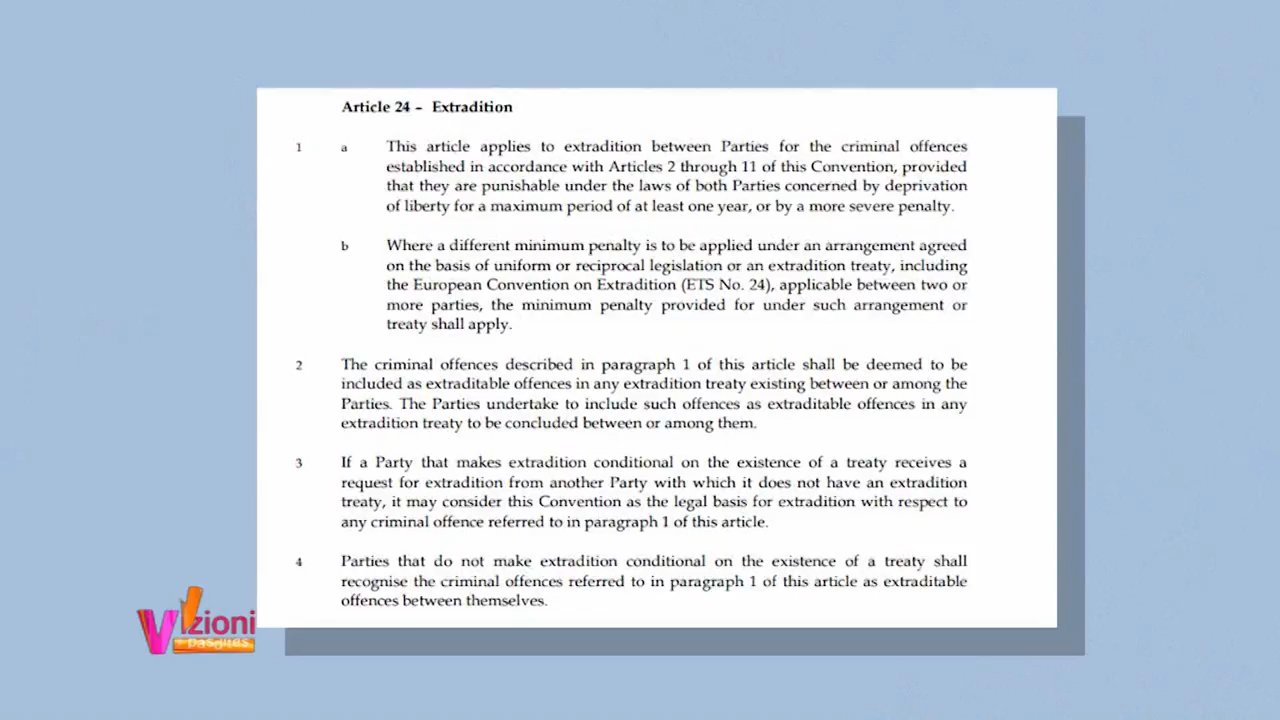 Article 24 – Extradition
1 a This article applies to extradition between Parties for the criminal offences
established in accordance with Articles 2 through 11 of this Convention, provided
that they are punishable under the laws of both Parties concerned by deprivation
of liberty for a maximum period of at least one year, or by a more severe penalty.
b Where a different minimum penalty is to be applied under an arrangement agreed
on the basis of uniform or reciprocal legislation or an extradition treaty, including
the European Convention on Extradition (ETS No. 24), applicable between two or
more parties, the minimum penalty provided for under such arrangement or
treaty shall apply.
2 The criminal offences described in paragraph 1 of this article shall be deemed to be
included as extraditable offences in any extradition treaty existing between or among the
Parties. The Parties undertake to include such offences as extraditable offences in any
extradition treaty to be concluded between or among them.
3 If a Party that makes extradition conditional on the existence of a treaty receives a
request for extradition from another Party with which it does not have an extradition
treaty, it may consider this Convention as the legal basis for extradition with respect to
any criminal offence referred to in paragraph 1 of this article.
4 Parties that do not make extradition conditional on the existence of a treaty shall
recognise the criminal offences referred to in paragraph 1 of this article as extraditable
offences between themselves.
Vizioni
pasdites